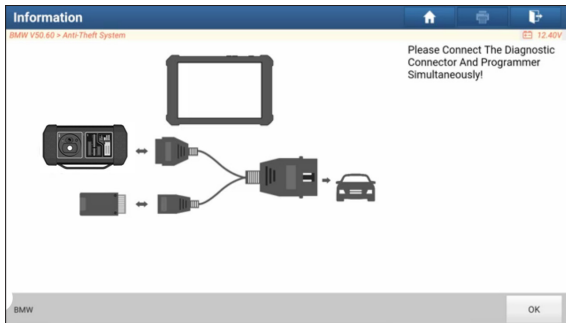 Information
BMW V50.60 > Anti-Theft System
12.40V
Please Connect The Diagnostic
Connector And Programmer
Simultaneously!
BMW
OK